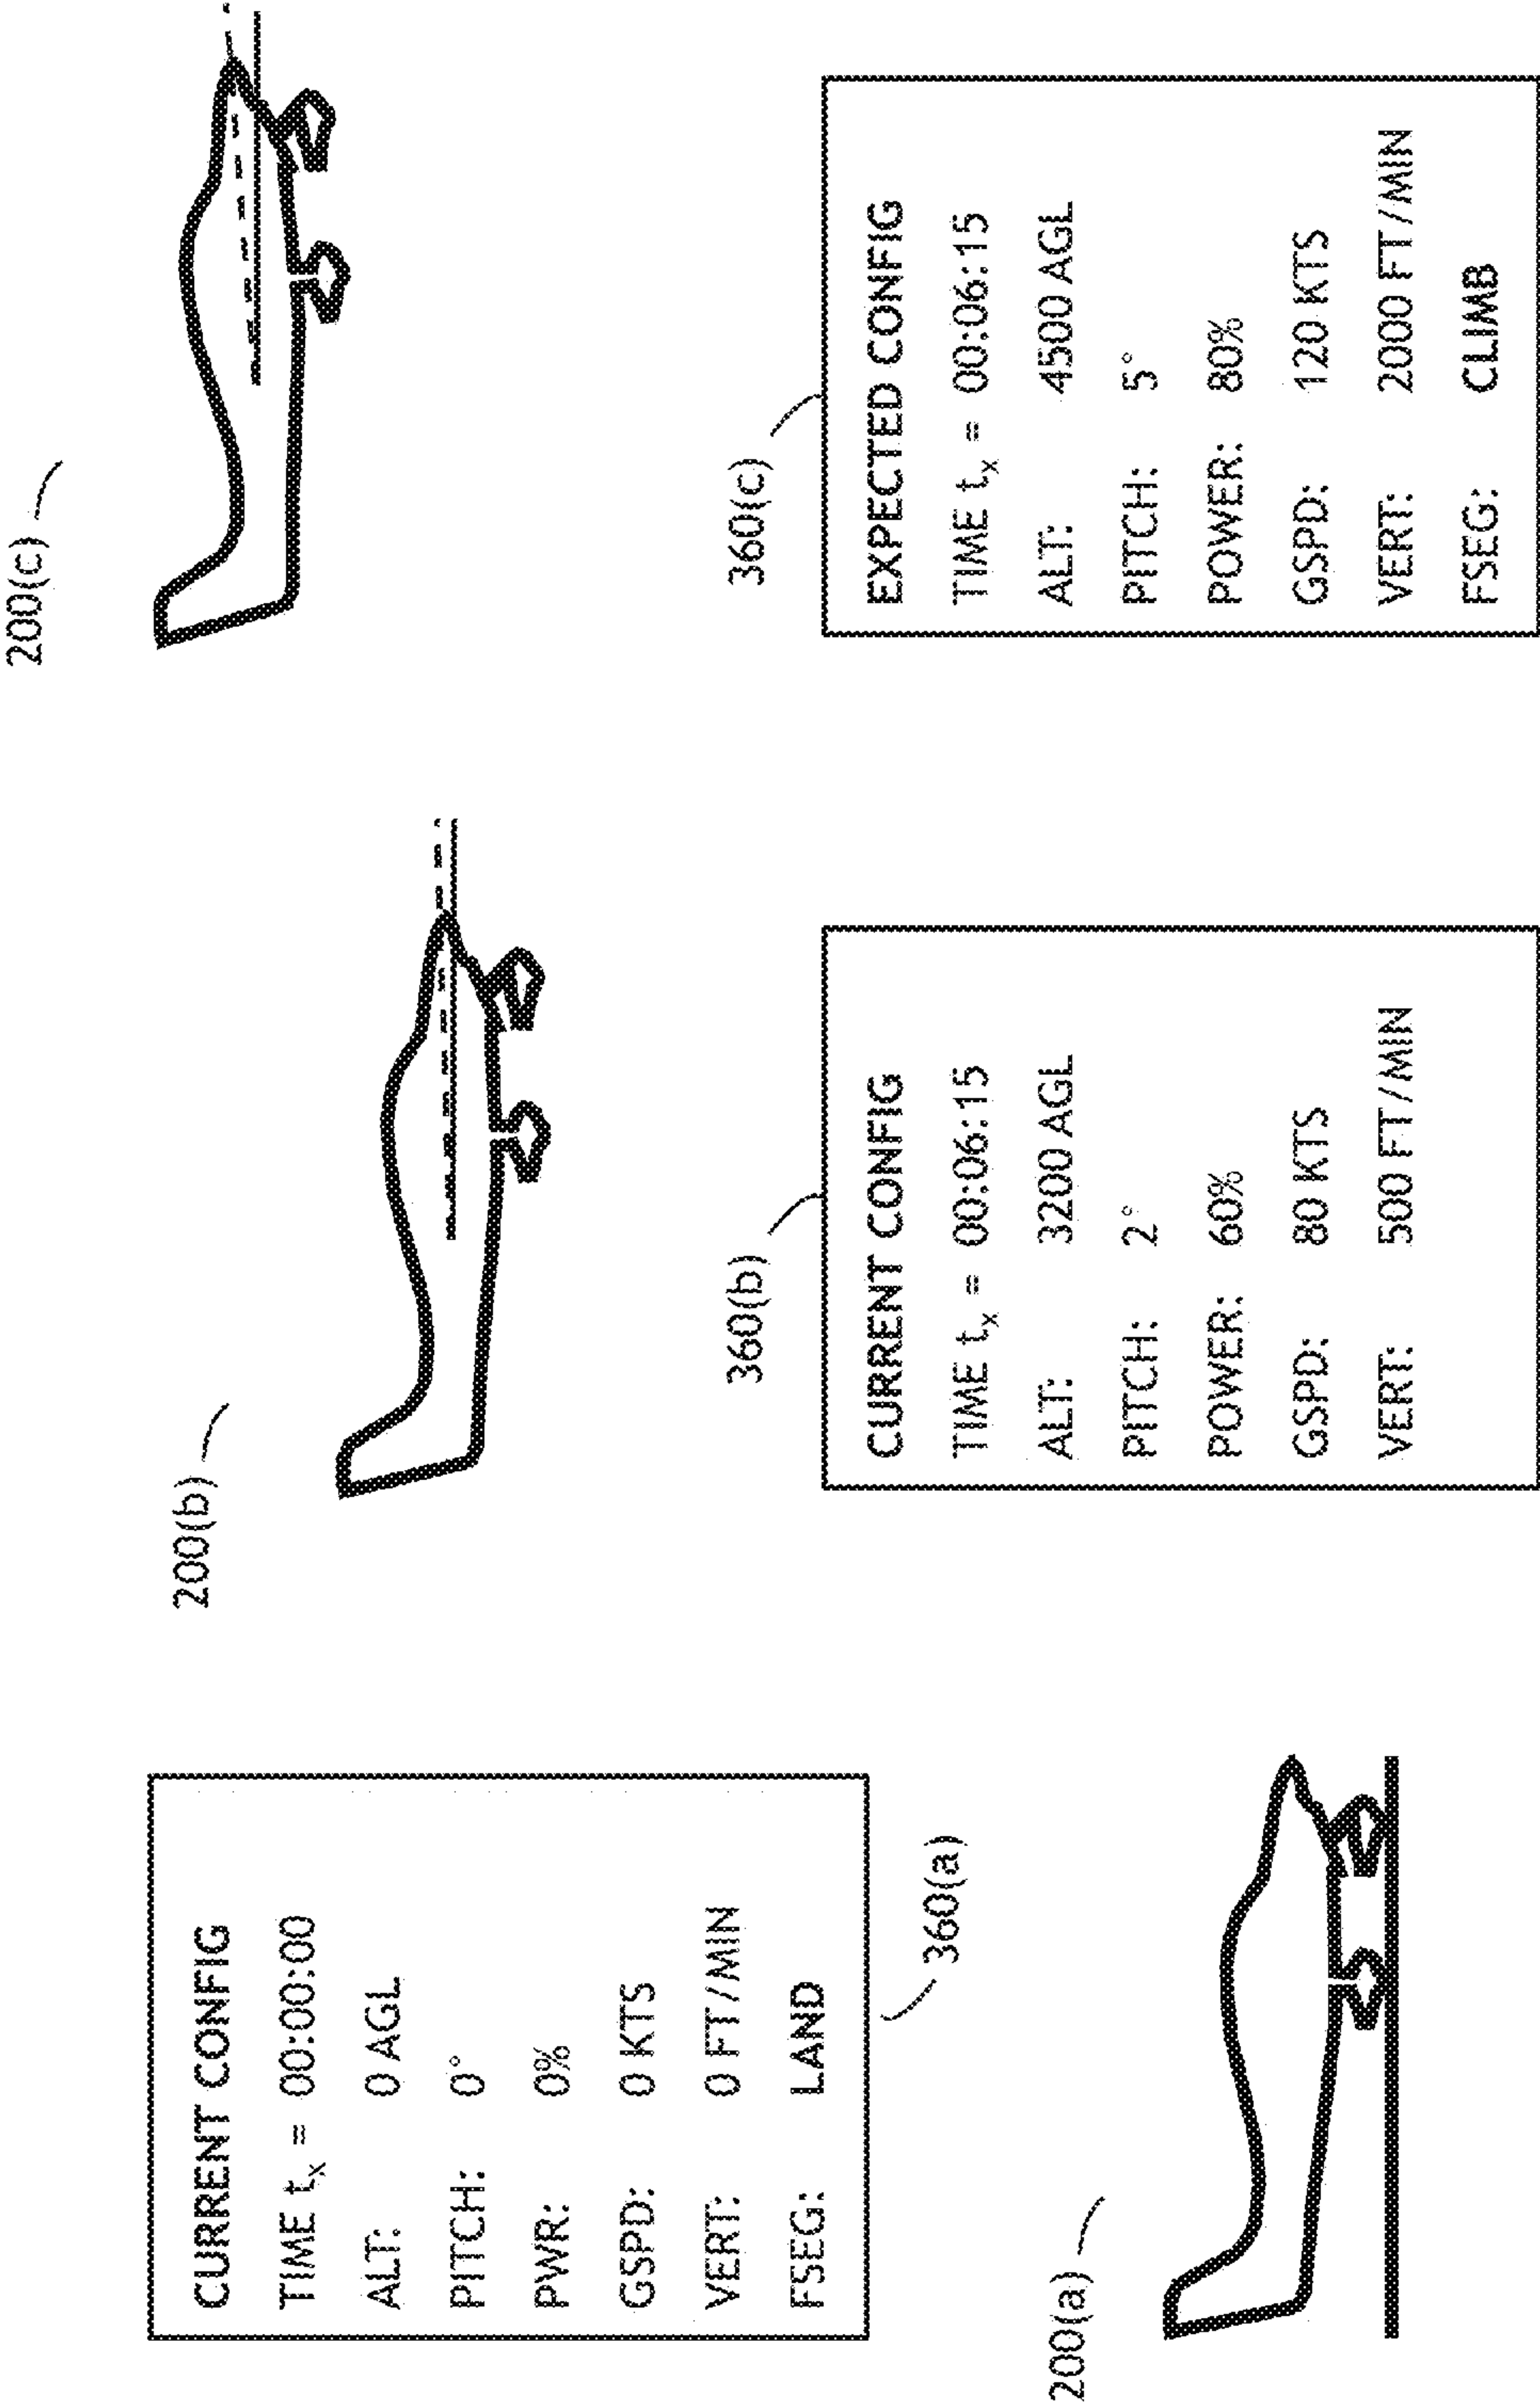 200(a)
CURRENT CONFIG
TIME tx = 00:00:00
ALT: 0 AGL
PITCH: 0°
PWR: 0%
GSPD: 0 KTS
VERT: 0 FT/MIN
FSEG: LAND
360(a)
200(b)
360(b)
CURRENT CONFIG
TIME tx = 00:06:15
ALT: 3200 AGL
PITCH: 2°
POWER: 60%
GSPD: 80 KTS
VERT: 500 FT/MIN
200(c)
360(c)
EXPECTED CONFIG
TIME tx = 00:06:15
ALT: 4500 AGL
PITCH: 5°
POWER: 80%
GSPD: 120 KTS
VERT: 2000 FT/MIN
FSEG: CLIMB